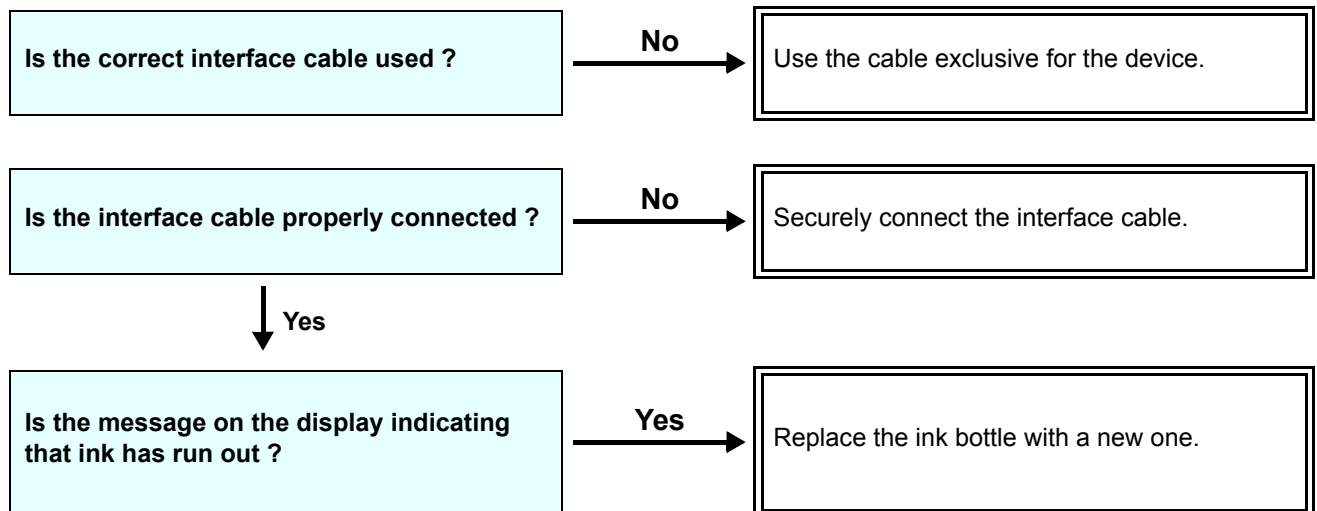 Is the correct interface cable used ?
No
Use the cable exclusive for the device.
Is the interface cable properly connected ?
No
Securely connect the interface cable.
Yes
Is the message on the display indicating
that ink has run out ?
Yes
Replace the ink bottle with a new one.